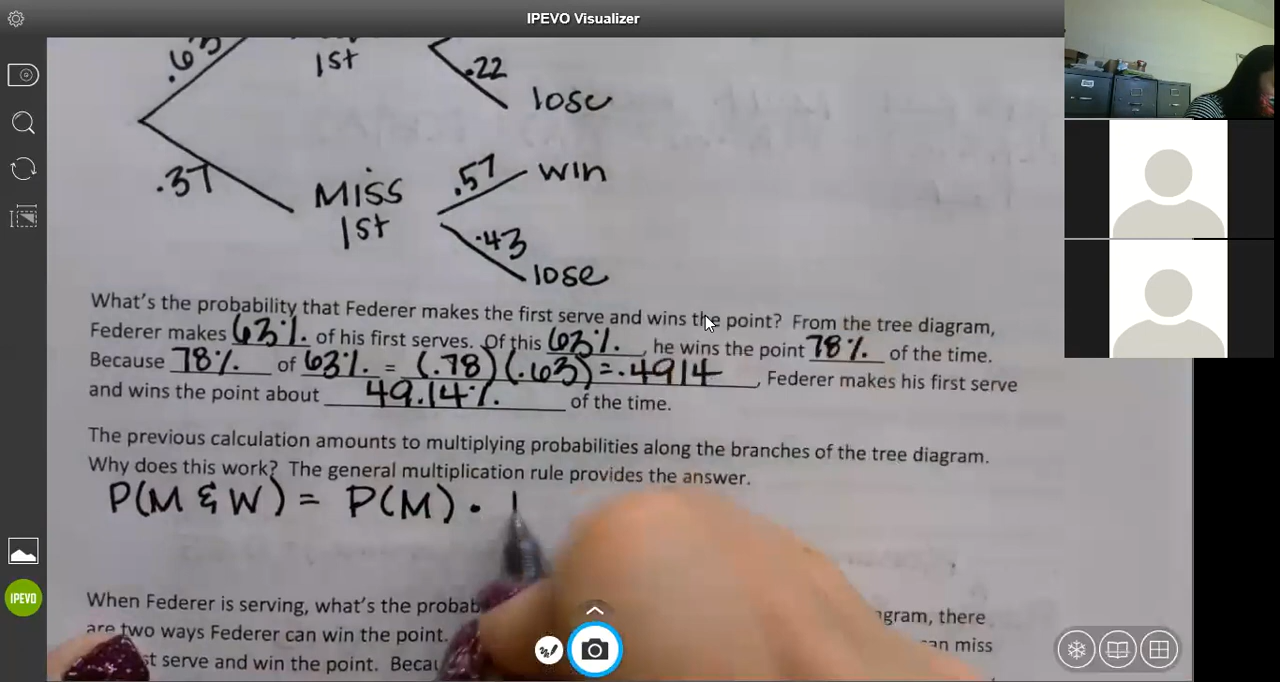 IPEVO Visualizer
.63
1st
.22
lose
.37
Miss
1st
.57
win
.43
lose
What's the probability that Federer makes the first serve and wins the point? From the tree diagram,
Federer makes 63%. of his first serves. Of this 63%. , he wins the point 78%. of the time.
Because 78%. of 63%. = (.78)(.63)=.4914 , Federer makes his first serve
and wins the point about 49.14%. of the time.
The previous calculation amounts to multiplying probabilities along the branches of the tree diagram.
Why does this work? The general multiplication rule provides the answer.
P(M & W) = P(M) ·
When Federer is serving, what's the probab gram, there
are two ways Federer can win the point. an miss
st serve and win the point. Becau
IPEVO